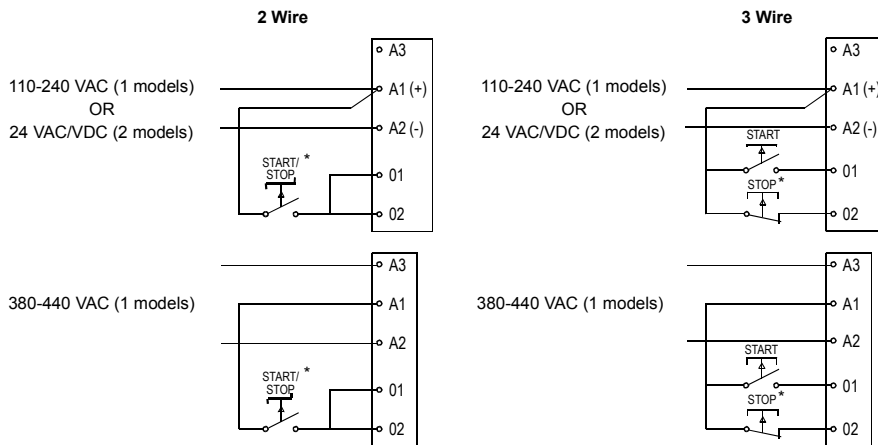 2 Wire
A3
110-240 VAC (1 models)
A1 (+)
OR
24 VAC/VDC (2 models)
A2 (-)
START/ *
STOP
01
02
380-440 VAC (1 models)
A3
A1
A2
START/ *
STOP
01
02
3 Wire
A3
110-240 VAC (1 models)
A1 (+)
OR
24 VAC/VDC (2 models)
A2 (-)
START
01
STOP *
02
A3
380-440 VAC (1 models)
A1
A2
START
01
STOP *
02